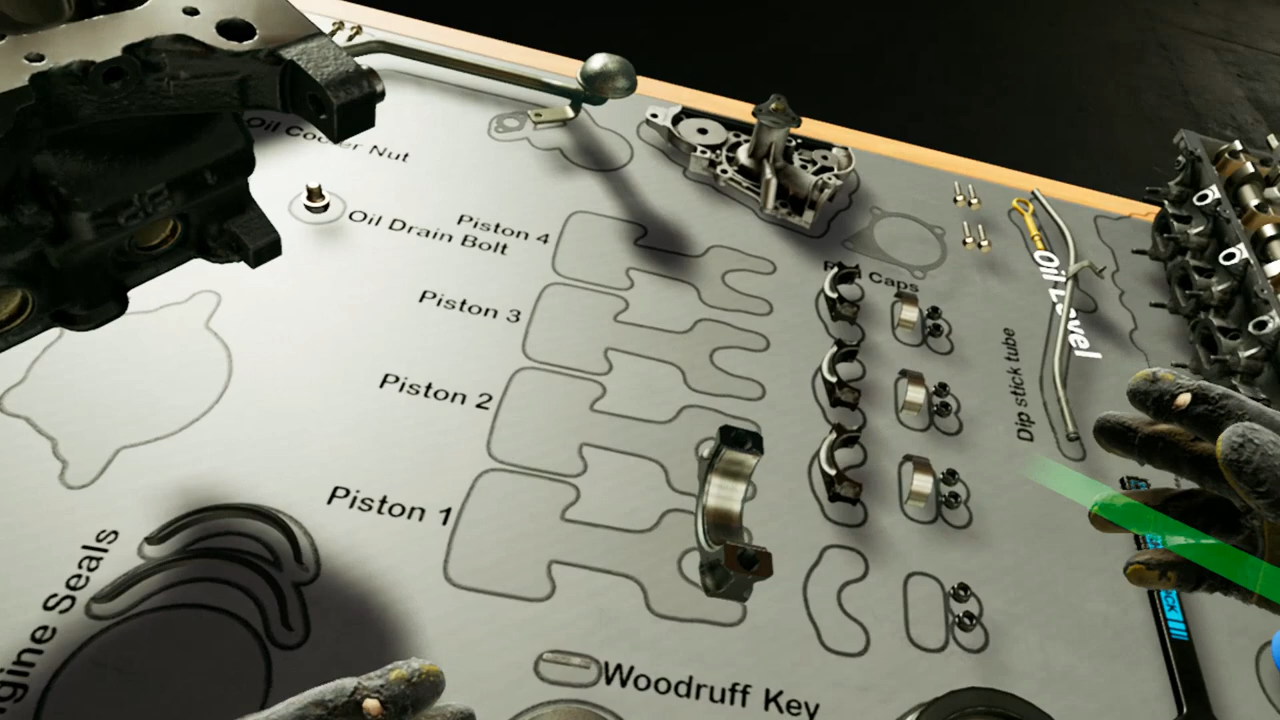 Oil Cooler Nut
Oil Drain Bolt
Piston 4
Piston 3
Piston 2
Piston 1
Caps
Oil Level
Dip stick tube
Seals
Woodruff Key